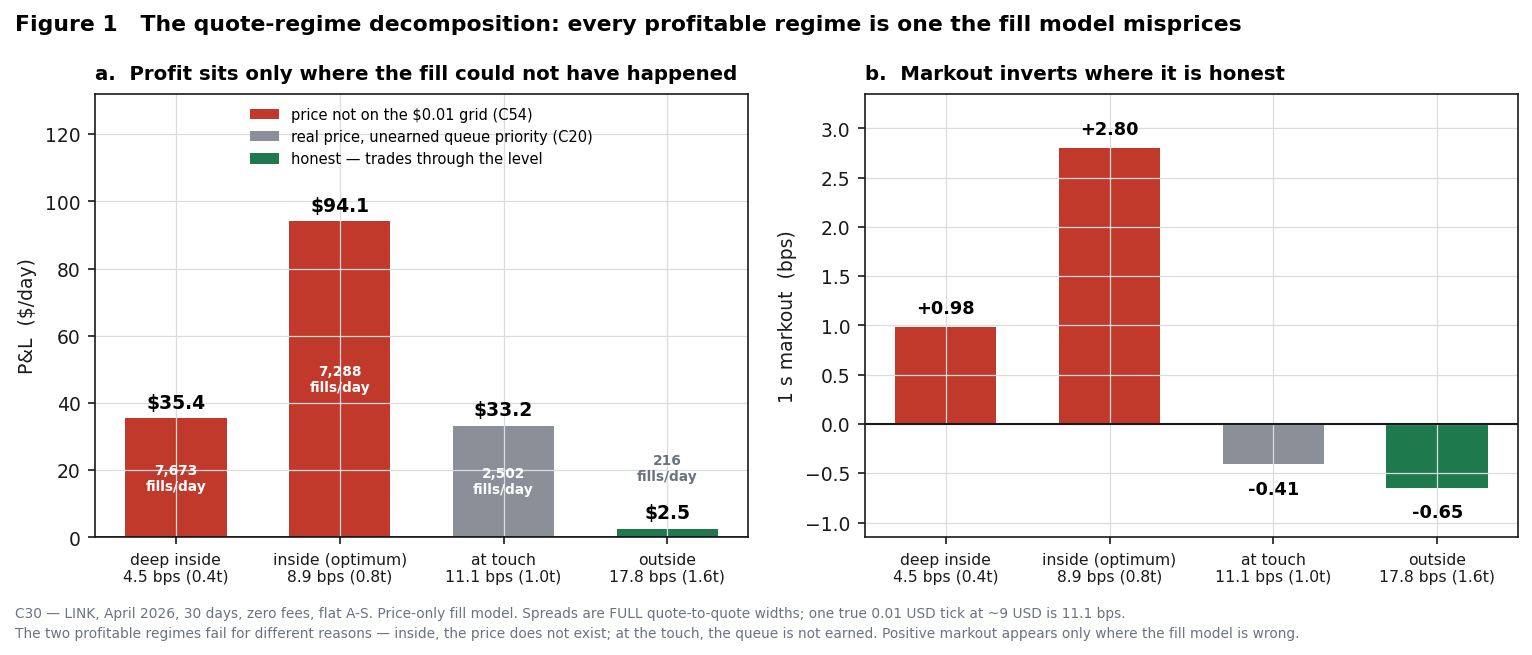 Figure 1   The quote-regime decomposition: every profitable regime is one the fill model misprices
a.  Profit sits only where the fill could not have happened
P&L  ($/day)
120
100
80
60
40
20
0
price not on the $0.01 grid (C54)
real price, unearned queue priority (C20)
honest — trades through the level
$35.4
7,673
fills/day
$94.1
7,288
fills/day
$33.2
2,502
fills/day
216
fills/day
$2.5
deep inside
4.5 bps (0.4t)
inside (optimum)
8.9 bps (0.8t)
at touch
11.1 bps (1.0t)
outside
17.8 bps (1.6t)
b.  Markout inverts where it is honest
1 s markout  (bps)
3.0
2.5
2.0
1.5
1.0
0.5
0.0
−0.5
−1.0
+0.98
+2.80
-0.41
-0.65
deep inside
4.5 bps (0.4t)
inside (optimum)
8.9 bps (0.8t)
at touch
11.1 bps (1.0t)
outside
17.8 bps (1.6t)
C30 — LINK, April 2026, 30 days, zero fees, flat A-S. Price-only fill model. Spreads are FULL quote-to-quote widths; one true 0.01 USD tick at ~9 USD is 11.1 bps.
The two profitable regimes fail for different reasons — inside, the price does not exist; at the touch, the queue is not earned. Positive markout appears only where the fill model is wrong.